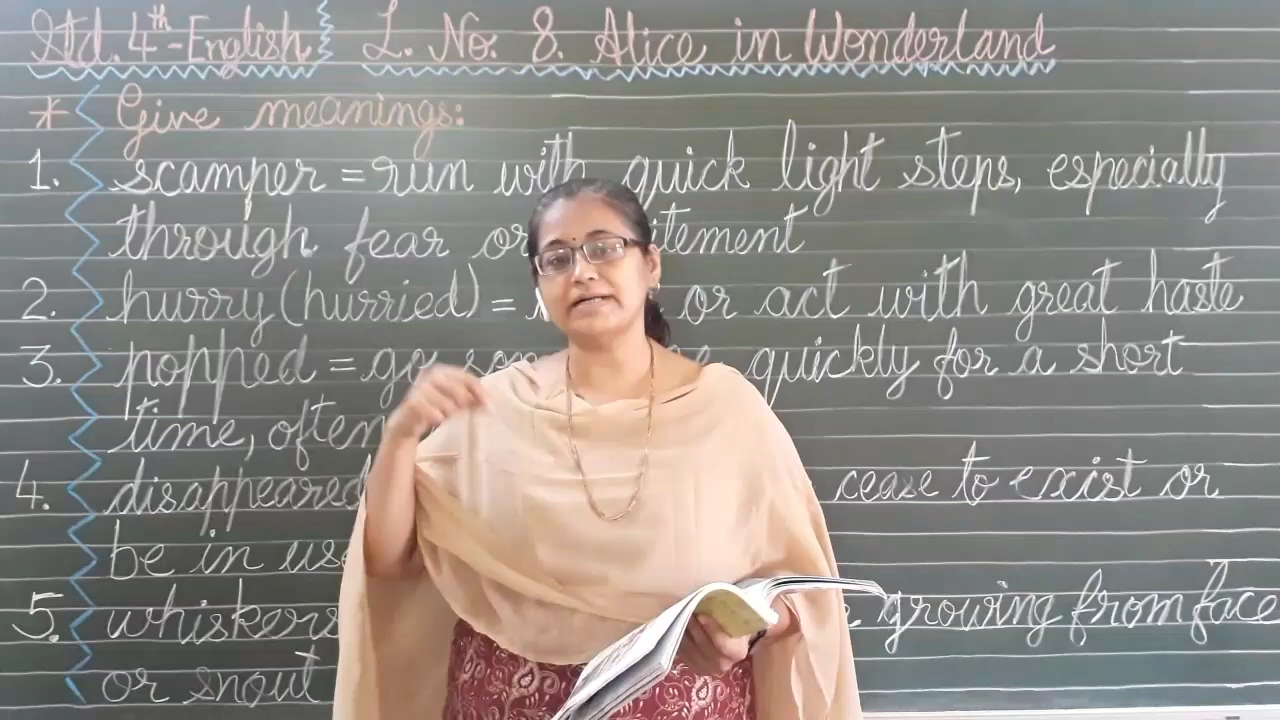 Std. 4th-English L. No. 8. Alice in Wonderland
* Give meanings:
1. scamper = run with quick light steps, especially
through fear or
2. hurry (hurried) = or act with great haste
3. popped = go quickly for a short
time, often
4. disappeared cease to exist or
be in use
5. whiskers growing from face
or snout